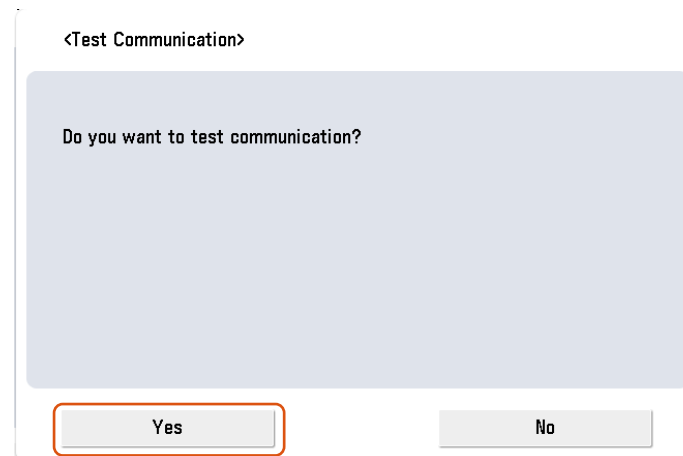 <Test Communication>
Do you want to test communication?
Yes
No